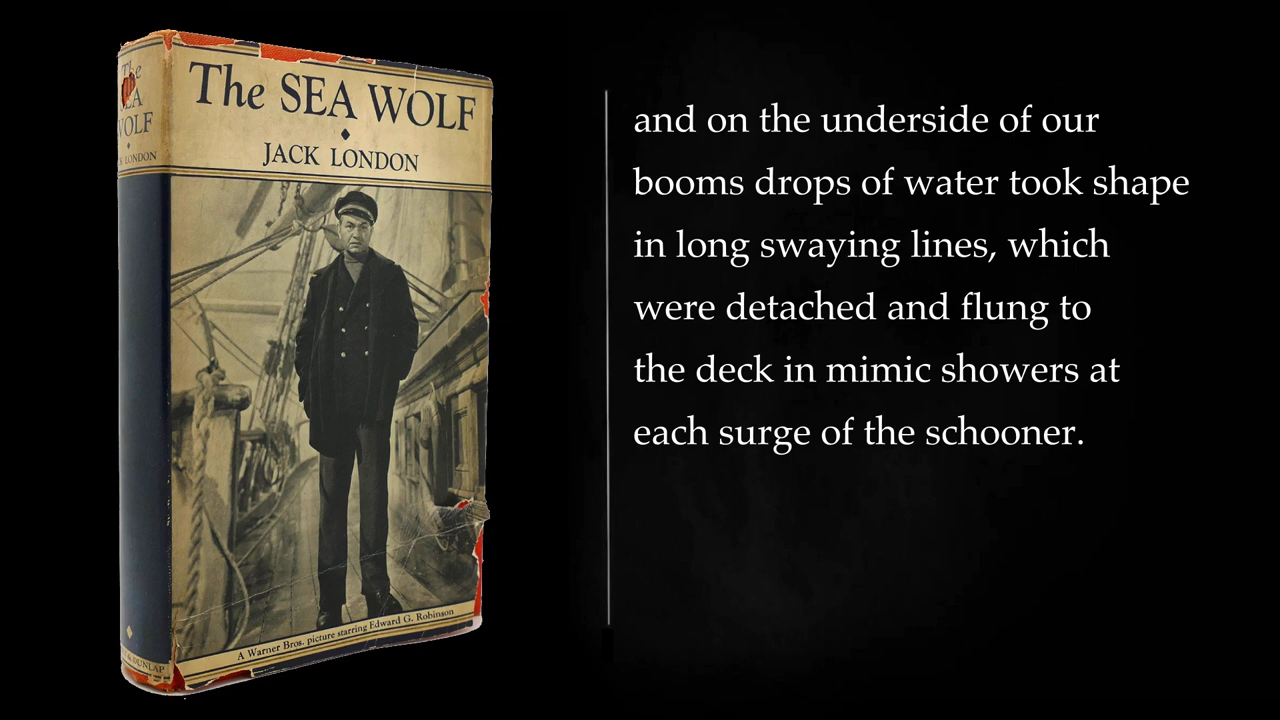 The
SEA
WOLF
LONDON
DUNLAP
The SEA WOLF
JACK LONDON
A Warner Bros. picture starring Edward G. Robinson
and on the underside of our
booms drops of water took shape
in long swaying lines, which
were detached and flung to
the deck in mimic showers at
each surge of the schooner.